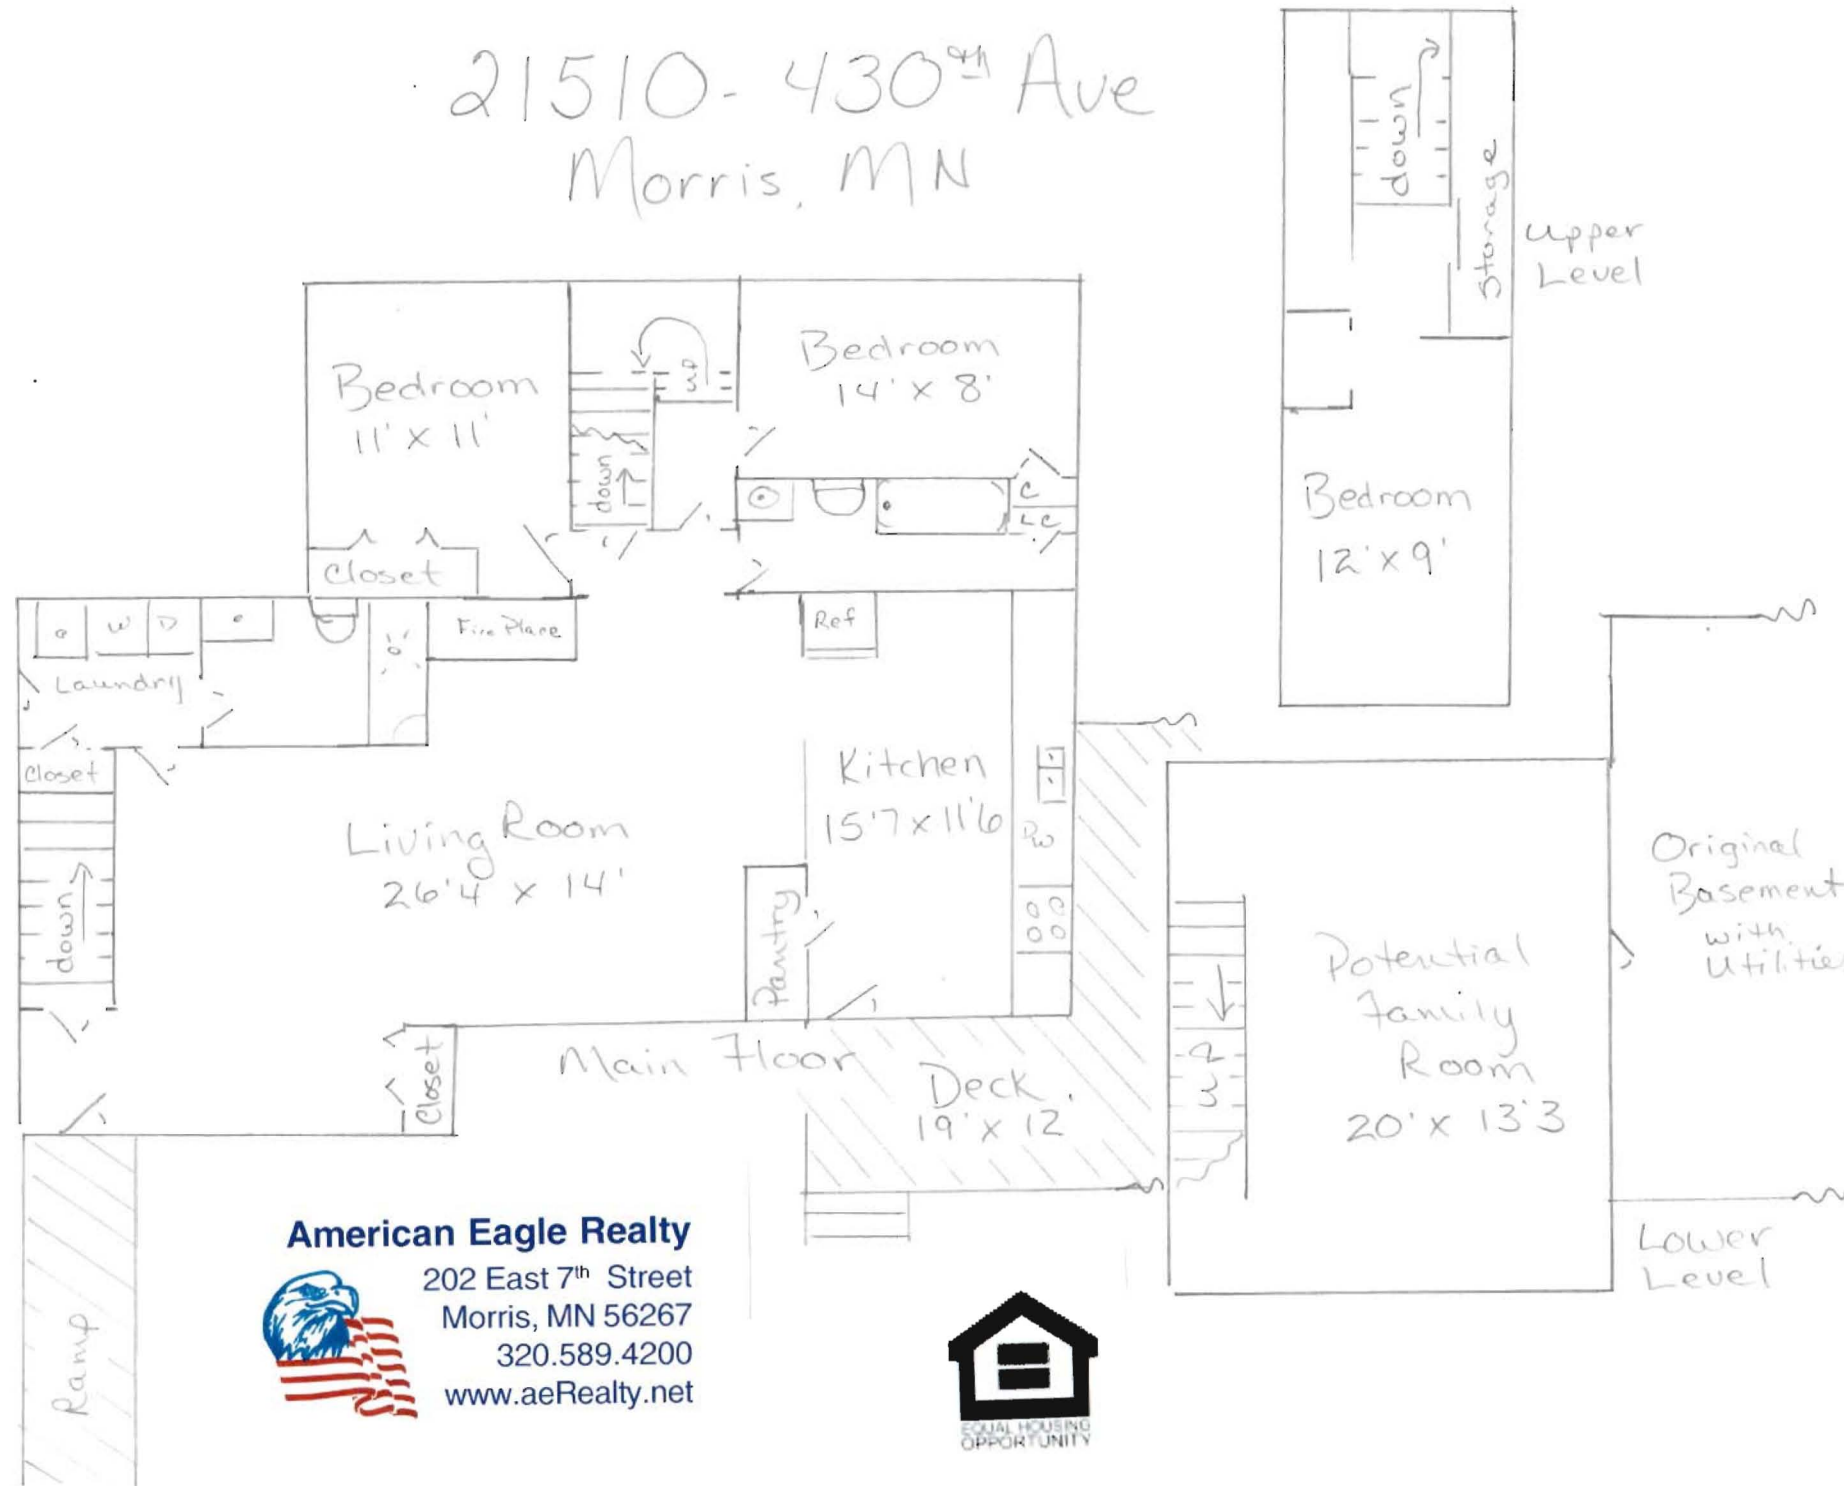 21510 - 430th Ave
Morris, MN
down
Storage
Upper
Level
Bedroom
12' x 9'
Bedroom
11' x 11'
up
down
Bedroom
14' x 8'
C
LC
Closet
W D
Fire Place
Ref
Laundry
Closet
down
Living Room
26'4 x 14'
Kitchen
15'7 x 11'6
DW
Pantry
Closet
Main Floor
Deck
19' x 12
Ramp
Original
Basement
with
Utilities
Potential
Family
Room
20' x 13'3
up
Lower
Level
American Eagle Realty
202 East 7th Street
Morris, MN 56267
320.589.4200
www.aeRealty.net
EQUAL HOUSING
OPPORTUNITY